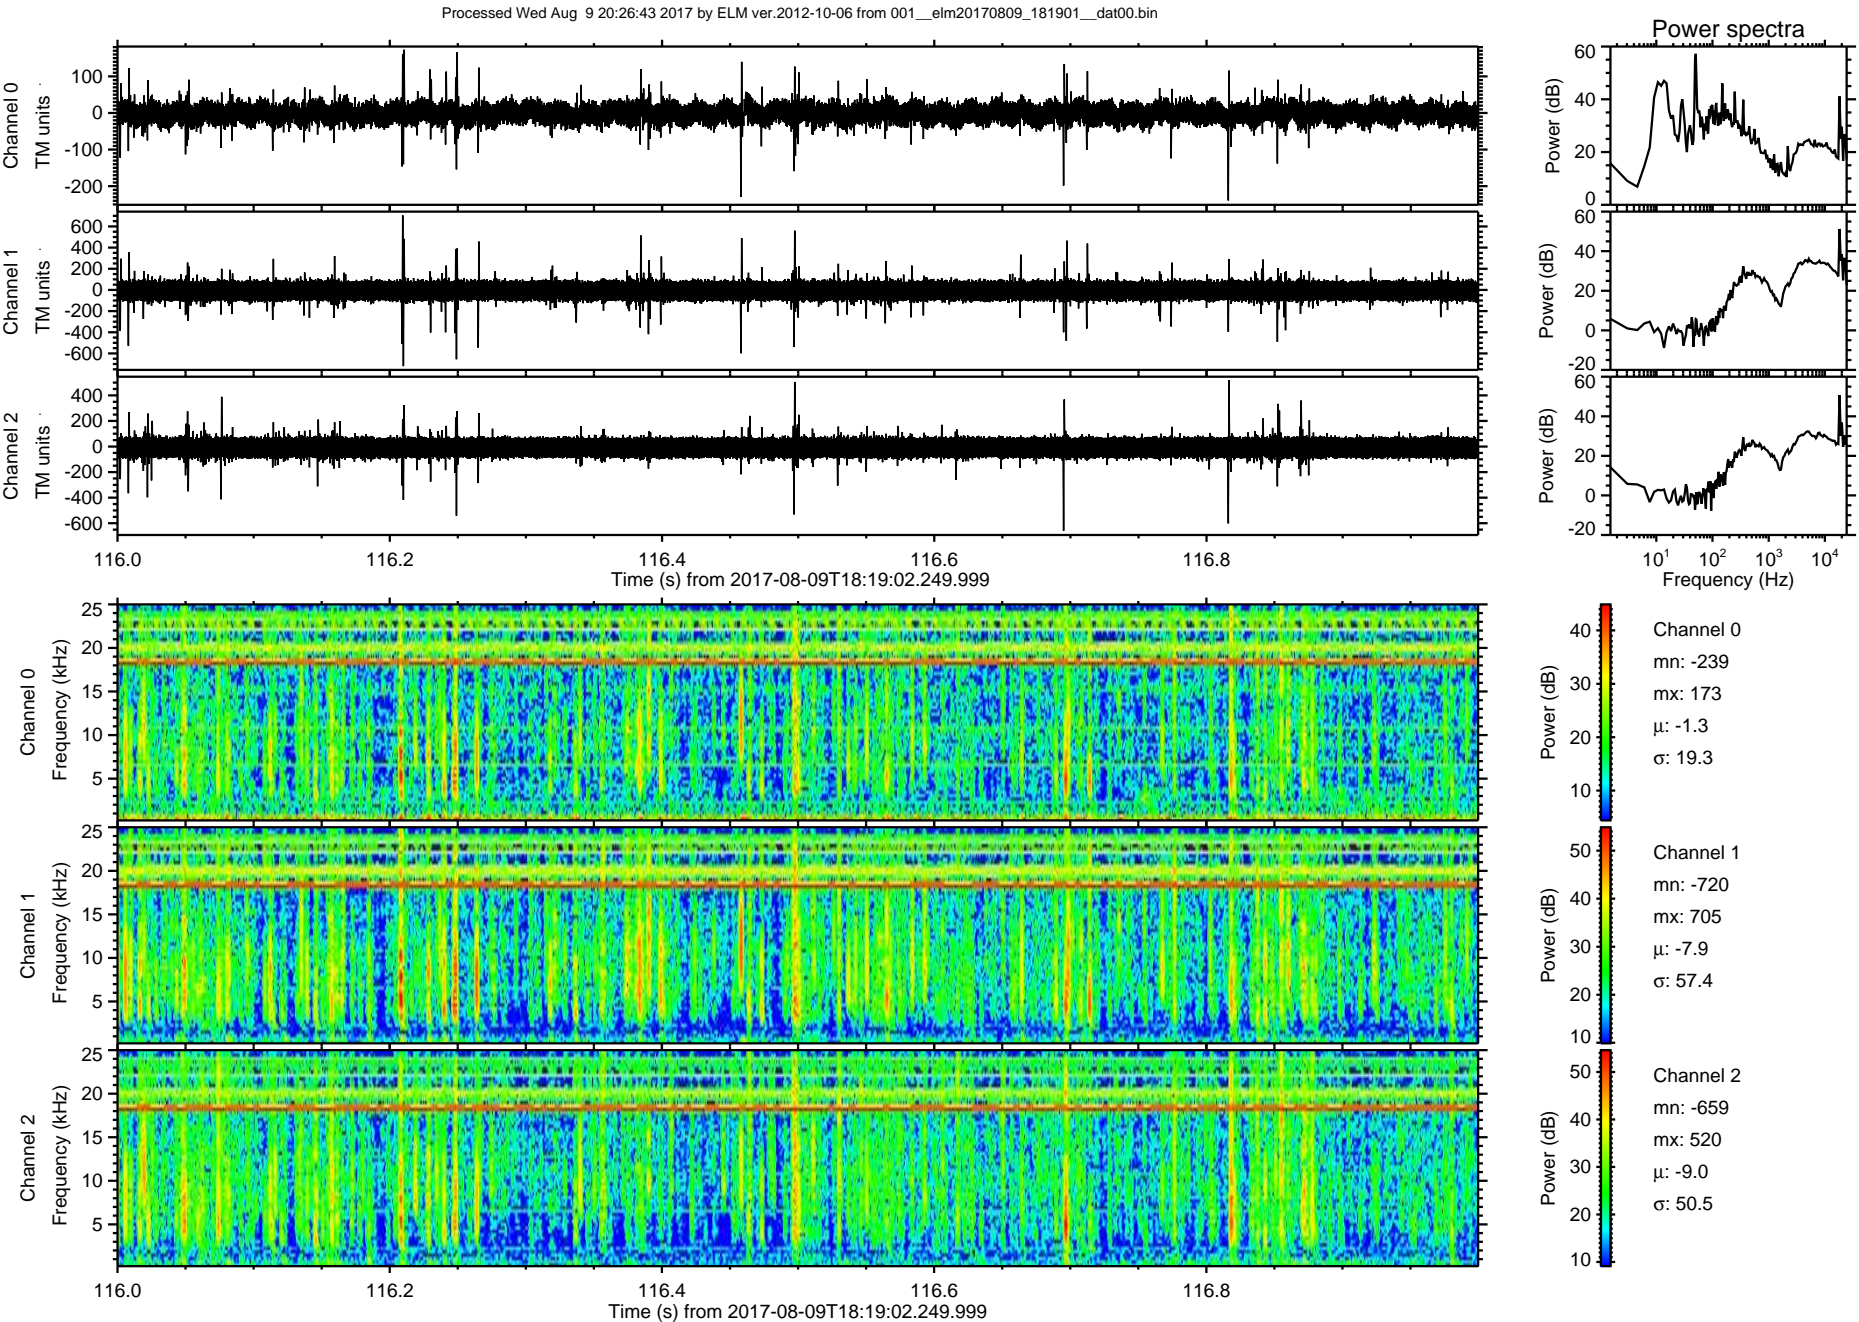 Processed Wed Aug  9 20:26:43 2017 by ELM ver.2012-10-06 from 001__elm20170809_181901__dat00.bin
Power spectra
Channel 0
TM units
100
0
-100
-200
Power (dB)
60
40
20
0
Channel 1
TM units
600
400
200
0
-200
-400
-600
Power (dB)
60
40
20
0
-20
Channel 2
TM units
400
200
0
-200
-400
-600
Power (dB)
60
40
20
0
-20
116.0 116.2 116.4 116.6 116.8
Time (s) from 2017-08-09T18:19:02.249.999
10^1 10^2 10^3 10^4
Frequency (Hz)
Channel 0
Frequency (kHz)
25
20
15
10
5
Power (dB)
40
30
20
10
Channel 0
mn: -239
mx: 173
μ: -1.3
σ: 19.3
Channel 1
Frequency (kHz)
25
20
15
10
5
Power (dB)
50
40
30
20
10
Channel 1
mn: -720
mx: 705
μ: -7.9
σ: 57.4
Channel 2
Frequency (kHz)
25
20
15
10
5
Power (dB)
50
40
30
20
10
Channel 2
mn: -659
mx: 520
μ: -9.0
σ: 50.5
116.0 116.2 116.4 116.6 116.8
Time (s) from 2017-08-09T18:19:02.249.999